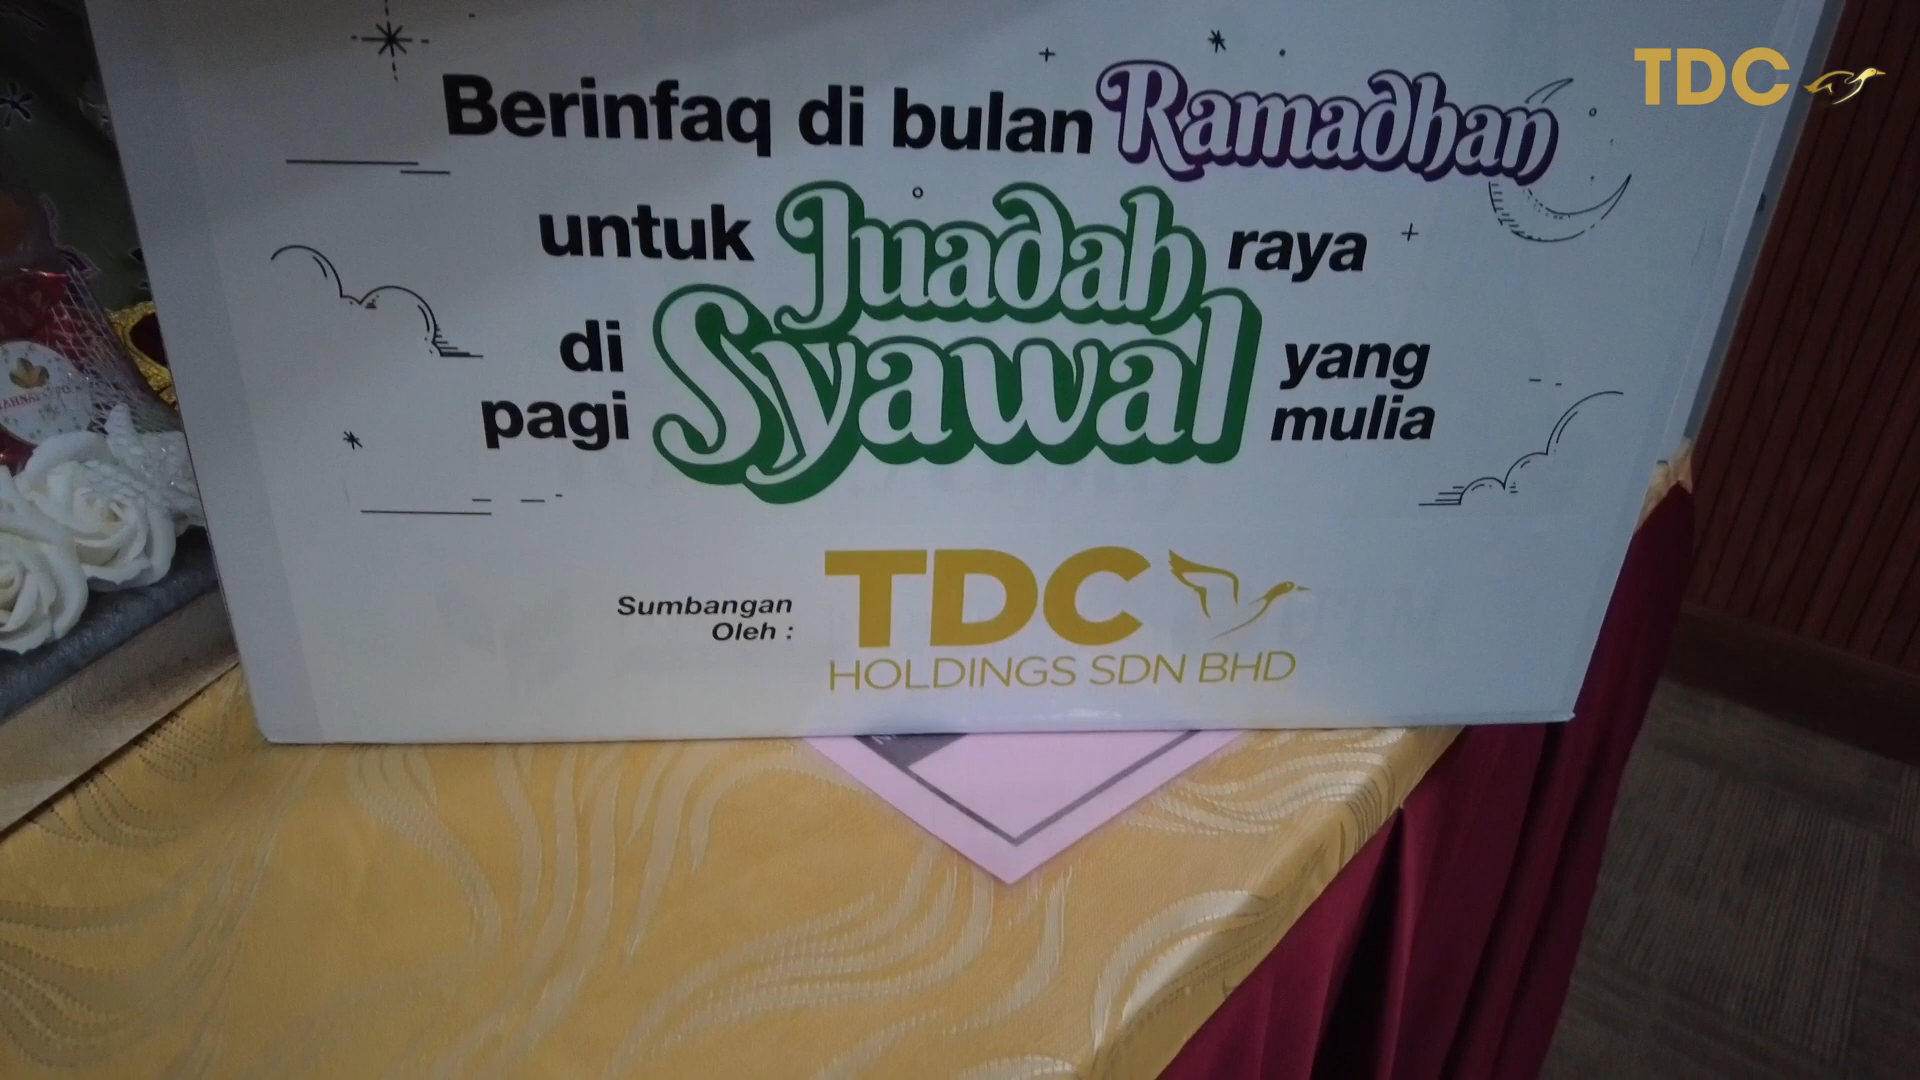 TDC
Berinfaq di bulan Ramadhan
untuk Juadah raya
di pagi Syawal yang mulia
Sumbangan Oleh :
TDC
HOLDINGS SDN BHD